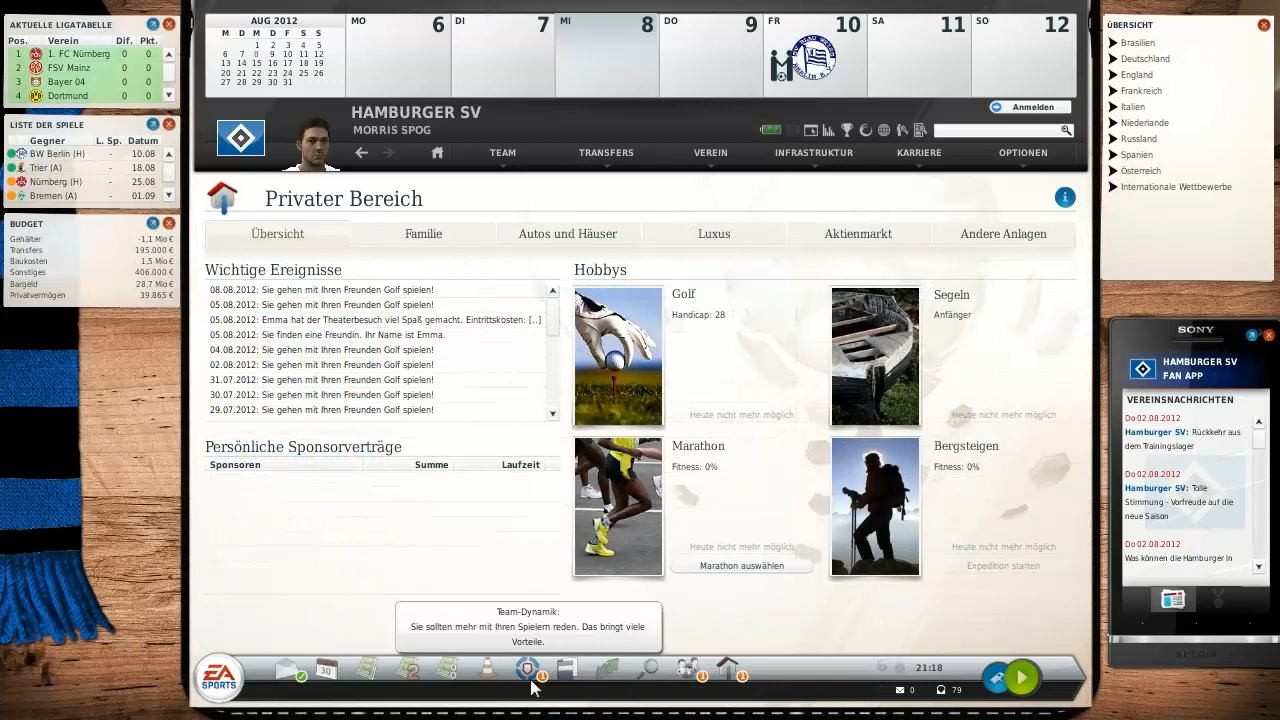 AKTUELLE LIGATABELLE
Pos. Verein Dif. Pkt.
1 1. FC Nürnberg 0 0
2 FSV Mainz 0 0
3 Bayer 04 0 0
4 Dortmund 0 0
LISTE DER SPIELE
Gegner L. Sp. Datum
BW Berlin (H) - 10.08
Trier (A) - 18.08
Nürnberg (H) - 25.08
Bremen (A) - 01.09
BUDGET
Gehälter -1,1 Mio €
Transfers 195.000 €
Baukosten 1,5 Mio €
Sonstiges 406.000 €
Bargeld 28,7 Mio €
Privatvermögen 39.865 €
AUG 2012
M D M D F S S
1 2 3 4 5
6 7 8 9 10 11 12
13 14 15 16 17 18 19
20 21 22 23 24 25 26
27 28 29 30 31
MO 6 DI 7 MI 8 DO 9 FR 10 SA 11 SO 12
HAMBURGER SV
MORRIS SPOG
Anmelden
TEAM TRANSFERS VEREIN INFRASTRUKTUR KARRIERE OPTIONEN
Privater Bereich
Übersicht Familie Autos und Häuser Luxus Aktienmarkt Andere Anlagen
Wichtige Ereignisse
08.08.2012: Sie gehen mit Ihren Freunden Golf spielen!
05.08.2012: Sie gehen mit Ihren Freunden Golf spielen!
05.08.2012: Emma hat der Theaterbesuch viel Spaß gemacht. Eintrittskosten: [..]
05.08.2012: Sie finden eine Freundin. Ihr Name ist Emma.
04.08.2012: Sie gehen mit Ihren Freunden Golf spielen!
02.08.2012: Sie gehen mit Ihren Freunden Golf spielen!
31.07.2012: Sie gehen mit Ihren Freunden Golf spielen!
30.07.2012: Sie gehen mit Ihren Freunden Golf spielen!
29.07.2012: Sie gehen mit Ihren Freunden Golf spielen!
Persönliche Sponsorverträge
Sponsoren Summe Laufzeit
Hobbys
Golf
Handicap: 28
Heute nicht mehr möglich
Segeln
Anfänger
Heute nicht mehr möglich
Marathon
Fitness: 0%
Heute nicht mehr möglich
Marathon auswählen
Bergsteigen
Fitness: 0%
Heute nicht mehr möglich
Expedition starten
Team-Dynamik:
Sie sollten mehr mit Ihren Spielern reden. Das bringt viele
Vorteile.
EA
SPORTS
30
1
1
1
21:18
0 79
ÜBERSICHT
Brasilien
Deutschland
England
Frankreich
Italien
Niederlande
Russland
Spanien
Österreich
Internationale Wettbewerbe
SONY
HAMBURGER SV
FAN APP
VEREINSNACHRICHTEN
Do 02.08.2012
Hamburger SV: Rückkehr aus
dem Trainingslager
Do 02.08.2012
Hamburger SV: Tolle
Stimmung - Vorfreude auf die
neue Saison
Do 02.08.2012
Was können die Hamburger in
XPERIA